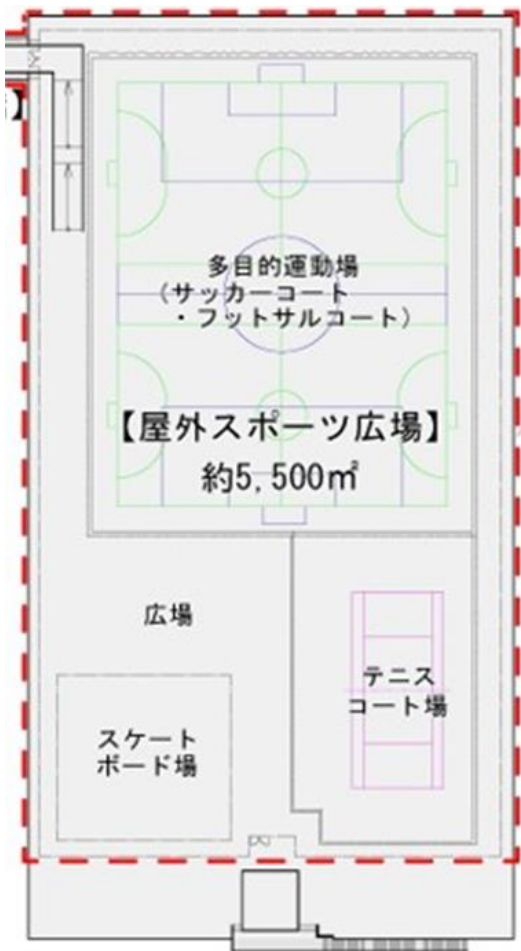 】
多目的運動場
(サッカーコート
・フットサルコート)
【屋外スポーツ広場】
約5,500㎡
広場
テニス
コート場
スケート
ボード場